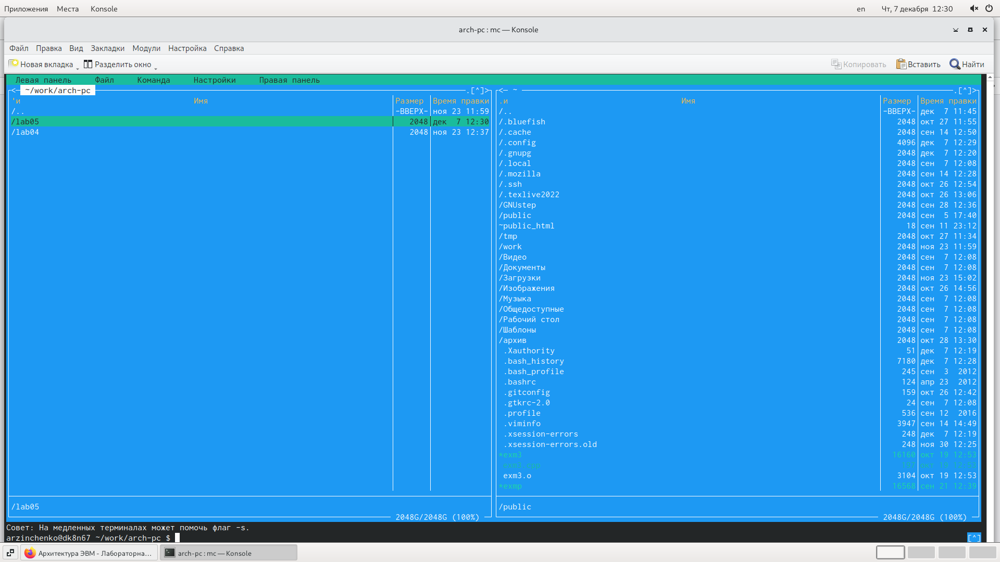 Приложения Места Konsole en Чт, 7 декабря 12:30
arch-pc : mc — Konsole
Файл Правка Вид Закладки Модули Настройка Справка
Новая вкладка Разделить окно Копировать Вставить Найти
Левая панель Файл Команда Настройки Правая панель
<─ ~/work/arch-pc .[^]>
'и Имя Размер Время правки
/.. -ВВЕРХ- ноя 23 11:59
/lab05 2048 дек 7 12:30
/lab04 2048 ноя 23 12:37
/lab05
2048G/2048G (100%)
<─ ~ .[^]>
.и Имя Размер Время правки
/.. -ВВЕРХ- дек 7 11:45
/.bluefish 2048 окт 27 11:55
/.cache 2048 сен 14 12:50
/.config 4096 дек 7 12:29
/.gnupg 2048 дек 7 12:20
/.local 2048 сен 7 12:08
/.mozilla 2048 сен 14 12:28
/.ssh 2048 окт 26 12:54
/.texlive2022 2048 окт 26 13:06
/GNUstep 2048 сен 28 12:36
/public 2048 сен 5 17:40
~public_html 18 сен 11 23:12
/tmp 2048 окт 27 11:34
/work 2048 ноя 23 11:59
/Видео 2048 сен 7 12:08
/Документы 2048 сен 7 12:08
/Загрузки 2048 ноя 23 15:02
/Изображения 2048 окт 26 14:56
/Музыка 2048 сен 7 12:08
/Общедоступные 2048 сен 7 12:08
/Рабочий стол 2048 сен 7 12:08
/Шаблоны 2048 сен 7 12:08
/архив 2048 окт 28 13:30
.Xauthority 51 дек 7 12:19
.bash_history 7180 дек 7 12:28
.bash_profile 245 сен 3 2012
.bashrc 124 апр 23 2012
.gitconfig 159 окт 26 12:42
.gtkrc-2.0 24 сен 7 12:08
.profile 536 сен 12 2016
.viminfo 3947 сен 14 14:49
.xsession-errors 248 дек 7 12:19
.xsession-errors.old 248 ноя 30 12:25
*exm3 16160 окт 19 12:53
exm3.cpp окт 19 12:53
exm3.o 3104 окт 19 12:53
*exmp 16568 сен 21 12:39
/public
2048G/2048G (100%)
Совет: На медленных терминалах может помочь флаг -s.
arzinchenko@dk8n67 ~/work/arch-pc $ [^]
Архитектура ЭВМ - Лабораторна... arch-pc : mc — Konsole